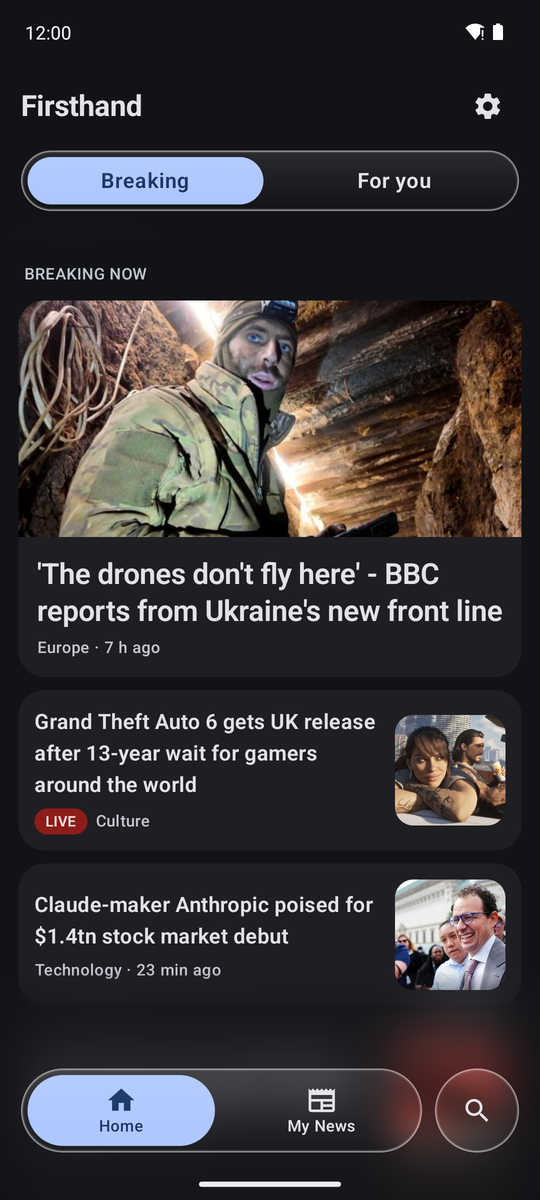 12:00
Firsthand
Breaking
For you
BREAKING NOW
'The drones don't fly here' - BBC
reports from Ukraine's new front line
Europe · 7 h ago
Grand Theft Auto 6 gets UK release
after 13-year wait for gamers
around the world
LIVE Culture
Claude-maker Anthropic poised for
$1.4tn stock market debut
Technology · 23 min ago
Home
My News